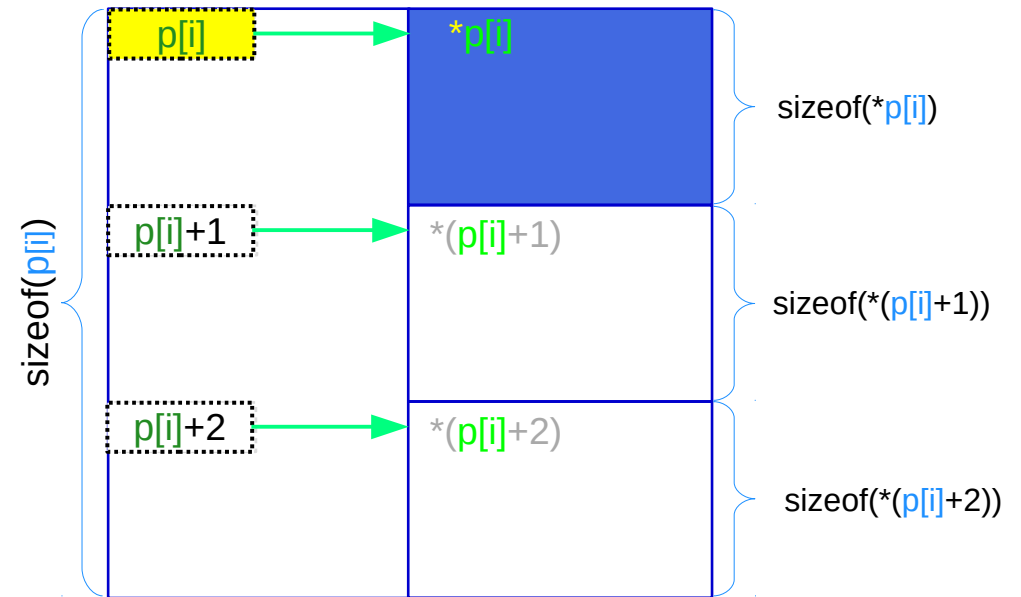 p[i]
*p[i]
sizeof(*p[i])
sizeof(p[i])
p[i]+1
*(p[i]+1)
sizeof(*(p[i]+1))
p[i]+2
*(p[i]+2)
sizeof(*(p[i]+2))